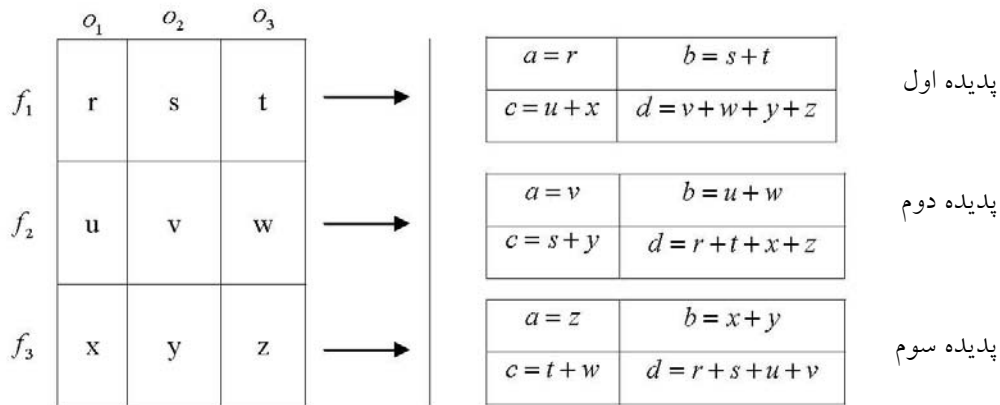 o₁ o₂ o₃
f₁ r s t
a = r b = s + t
c = u + x d = v + w + y + z
پدیده اول
f₂ u v w
a = v b = u + w
c = s + y d = r + t + x + z
پدیده دوم
f₃ x y z
a = z b = x + y
c = t + w d = r + s + u + v
پدیده سوم